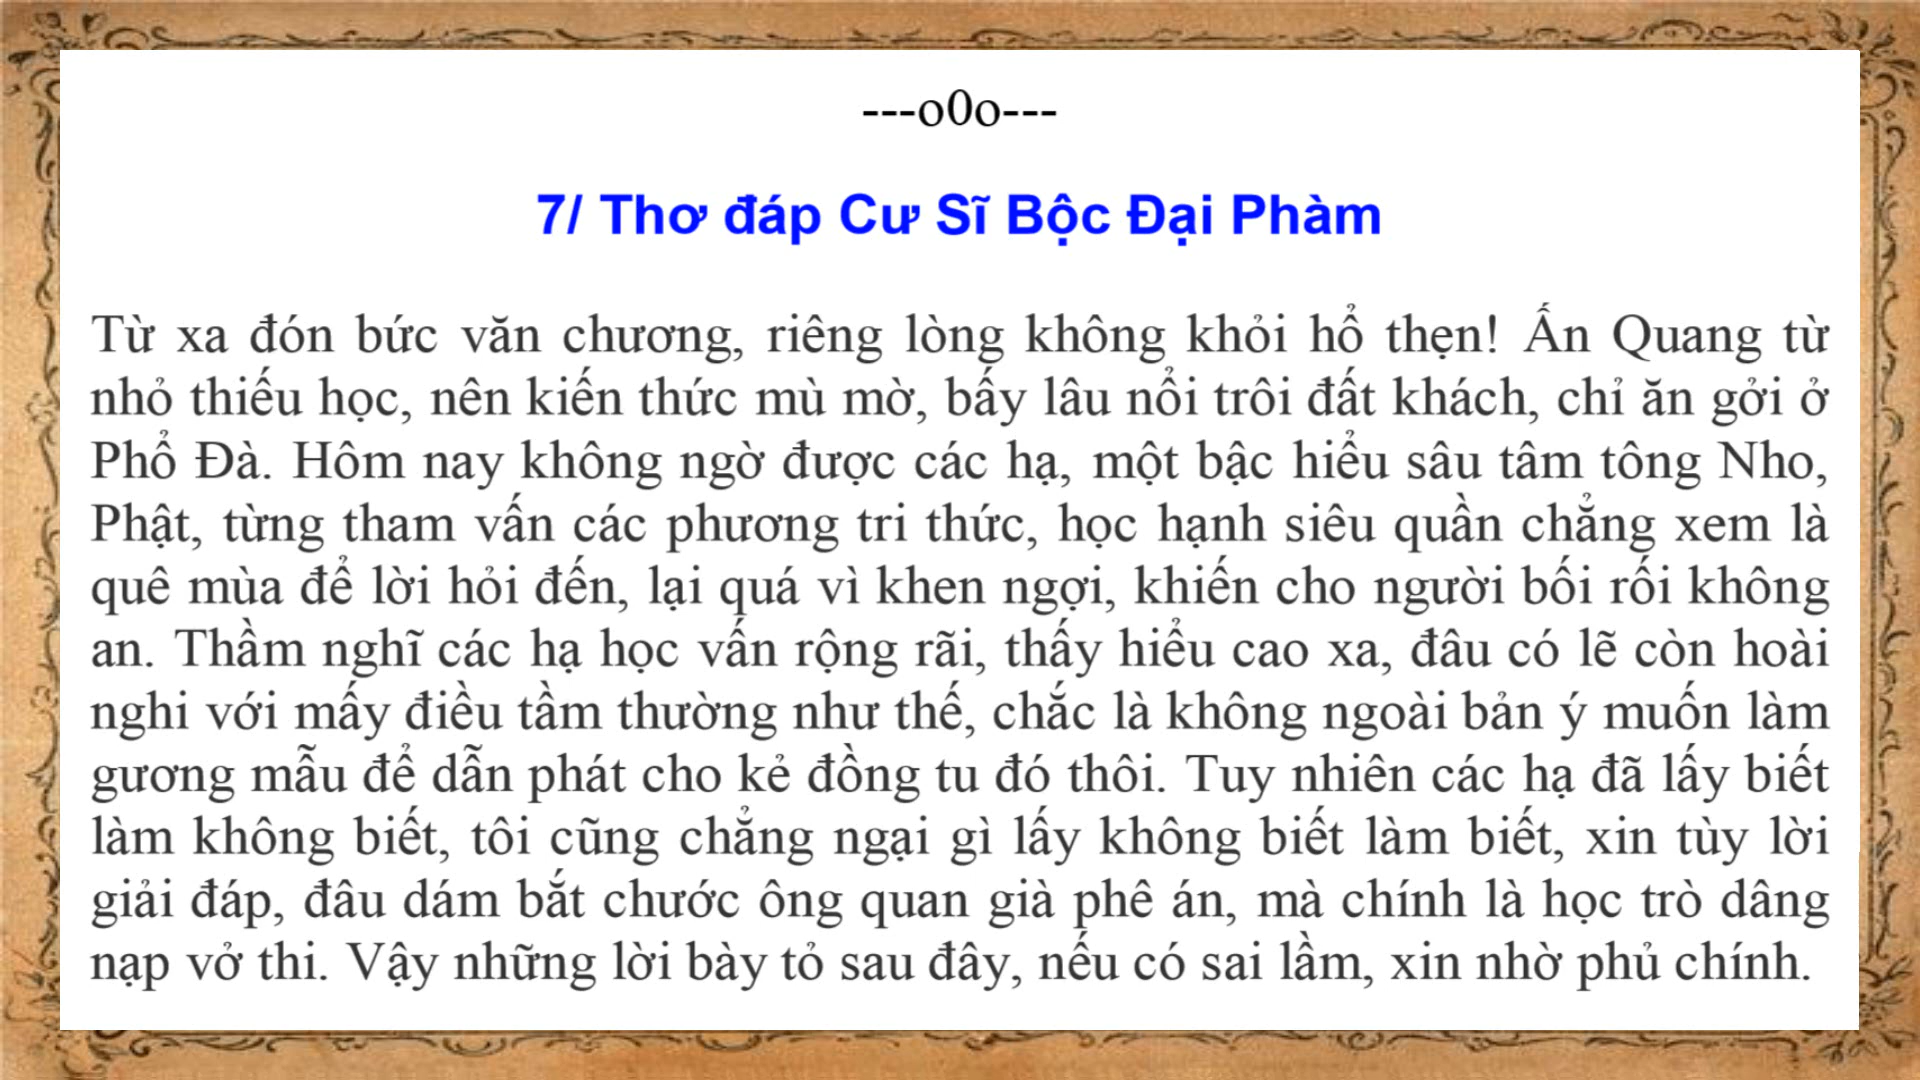 ---o0o---
7/ Thơ đáp Cư Sĩ Bộc Đại Phàm
Từ xa đón bức văn chương, riêng lòng không khỏi hổ thẹn! Ấn Quang từ
nhỏ thiếu học, nên kiến thức mù mờ, bấy lâu nổi trôi đất khách, chỉ ăn gởi ở
Phổ Đà. Hôm nay không ngờ được các hạ, một bậc hiểu sâu tâm tông Nho,
Phật, từng tham vấn các phương tri thức, học hạnh siêu quần chẳng xem là
quê mùa để lời hỏi đến, lại quá vì khen ngợi, khiến cho người bối rối không
an. Thầm nghĩ các hạ học vấn rộng rãi, thấy hiểu cao xa, đâu có lẽ còn hoài
nghi với mấy điều tầm thường như thế, chắc là không ngoài bản ý muốn làm
gương mẫu để dẫn phát cho kẻ đồng tu đó thôi. Tuy nhiên các hạ đã lấy biết
làm không biết, tôi cũng chẳng ngại gì lấy không biết làm biết, xin tùy lời
giải đáp, đâu dám bắt chước ông quan già phê án, mà chính là học trò dâng
nạp vở thi. Vậy những lời bày tỏ sau đây, nếu có sai lầm, xin nhờ phủ chính.